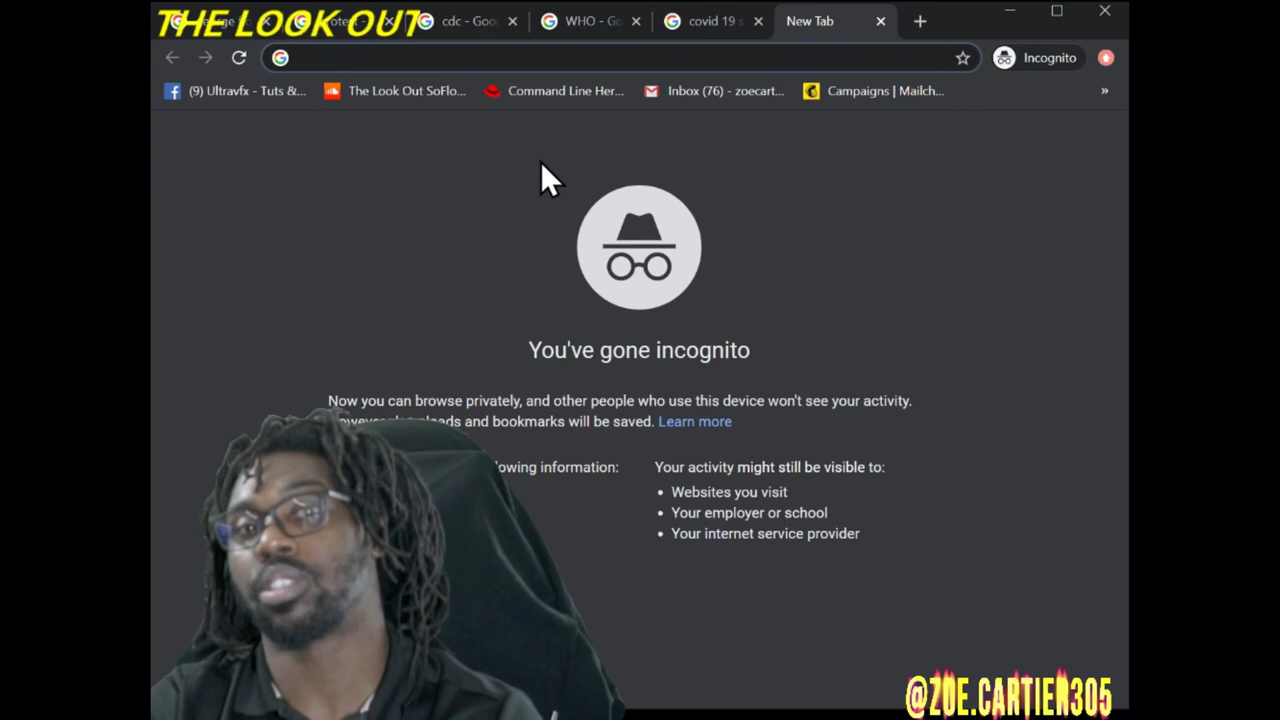 THE LOOK OUT
cdc - Goo
WHO - Go
covid 19 s
New Tab
Incognito
(9) Ultravfx - Tuts &...
The Look Out SoFlo...
Command Line Her...
Inbox (76) - zoecart...
Campaigns | Mailch...
You've gone incognito
Now you can browse privately, and other people who use this device won't see your activity.
and bookmarks will be saved. Learn more
information:
Your activity might still be visible to:
• Websites you visit
• Your employer or school
• Your internet service provider
@ZOE.CARTIER305